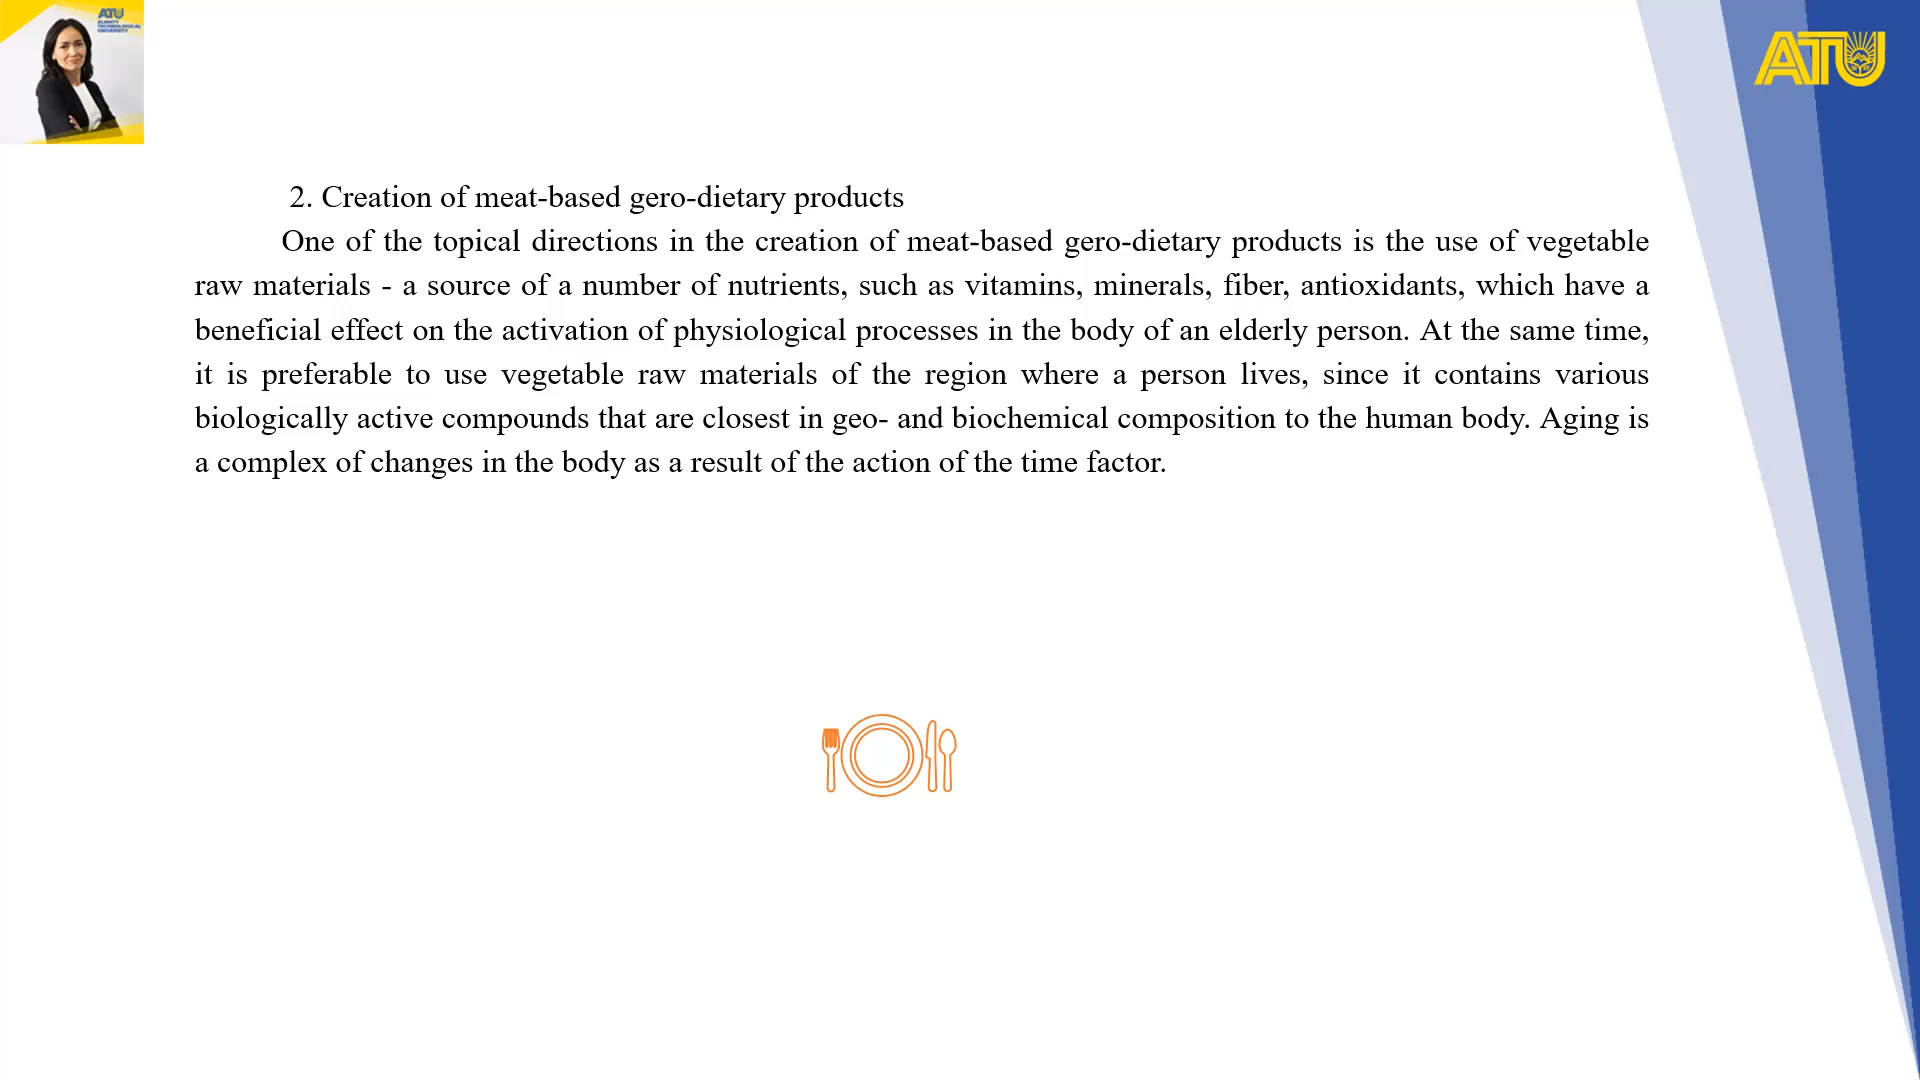 ATU
ALMATY
TECHNOLOGICAL
UNIVERSITY
ATU
2. Creation of meat-based gero-dietary products
One of the topical directions in the creation of meat-based gero-dietary products is the use of vegetable
raw materials - a source of a number of nutrients, such as vitamins, minerals, fiber, antioxidants, which have a
beneficial effect on the activation of physiological processes in the body of an elderly person. At the same time,
it is preferable to use vegetable raw materials of the region where a person lives, since it contains various
biologically active compounds that are closest in geo- and biochemical composition to the human body. Aging is
a complex of changes in the body as a result of the action of the time factor.